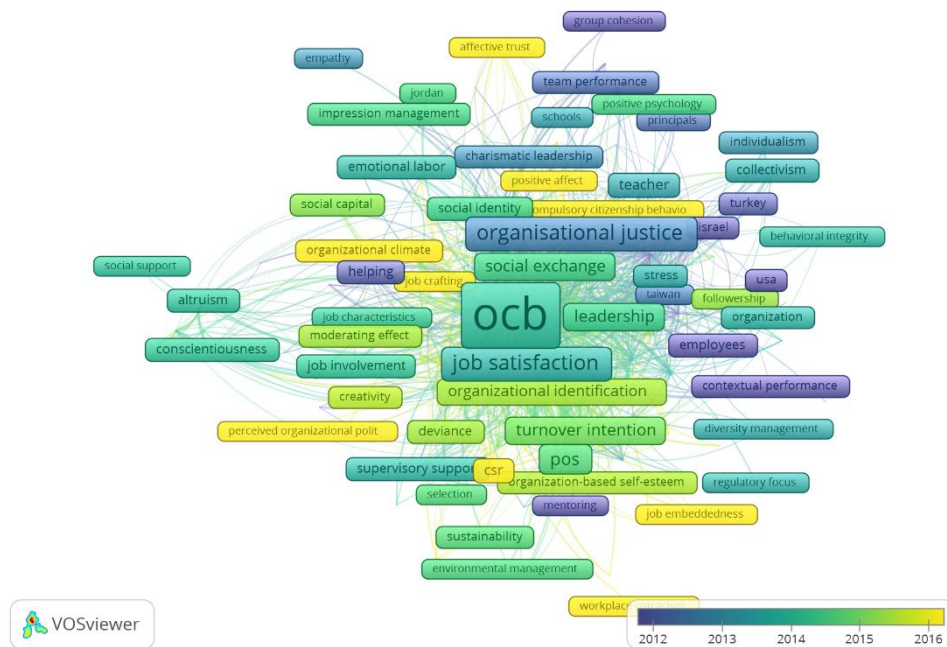 group cohesion
affective trust
empathy
team performance
jordan
positive psychology
impression management
schools
principals
individualism
charismatic leadership
emotional labor
collectivism
positive affect
teacher
social capital
turkey
social identity
compulsory citizenship behavio
organisational justice
israel
behavioral integrity
organizational climate
social support
social exchange
helping
stress
usa
job crafting
taiwan
followership
altruism
ocb
job characteristics
leadership
organization
moderating effect
employees
conscientiousness
job involvement
job satisfaction
contextual performance
organizational identification
creativity
perceived organizational polit
deviance
turnover intention
diversity management
pos
supervisory support
csr
organization-based self-esteem
regulatory focus
selection
mentoring
job embeddedness
sustainability
environmental management
workplace
VOSviewer
2012 2013 2014 2015 2016